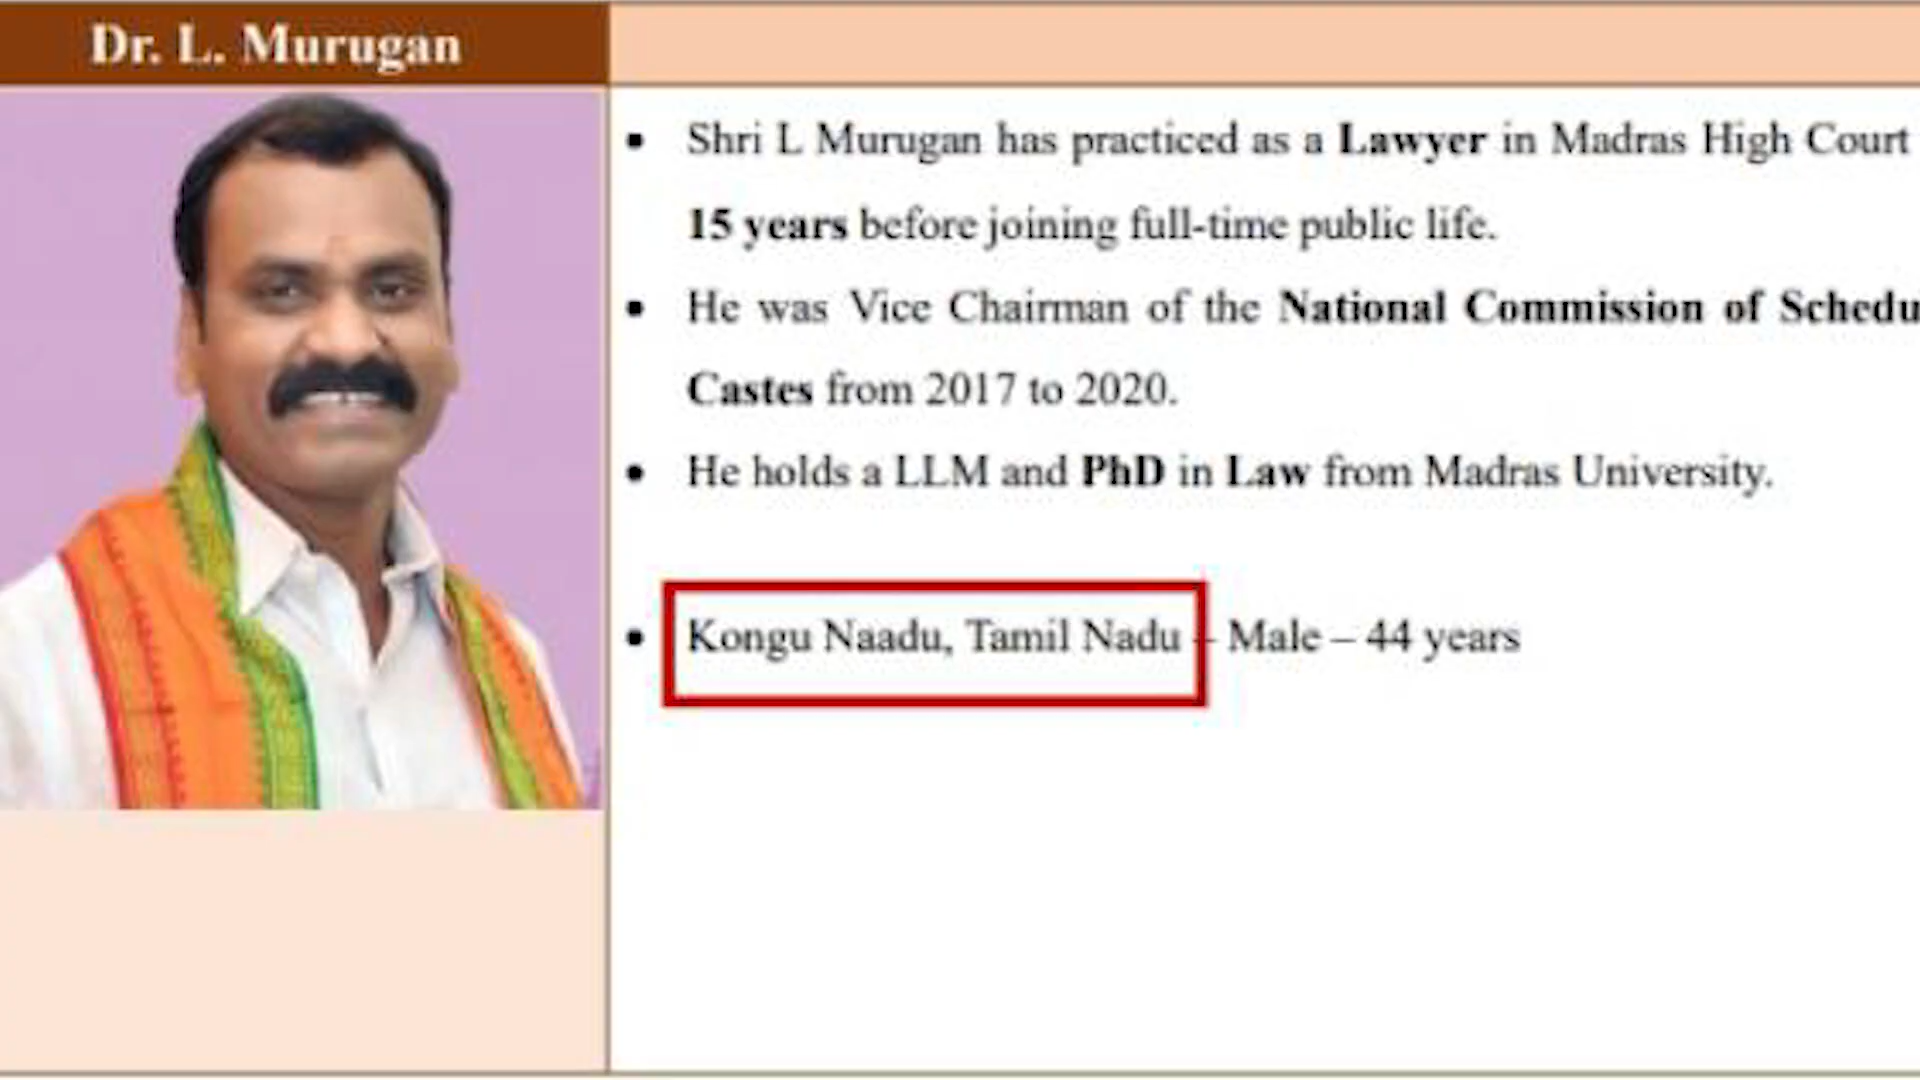 Dr. L. Murugan
• Shri L Murugan has practiced as a Lawyer in Madras High Court
15 years before joining full-time public life.
• He was Vice Chairman of the National Commission of Schedu
Castes from 2017 to 2020.
• He holds a LLM and PhD in Law from Madras University.
• Kongu Naadu, Tamil Nadu – Male – 44 years